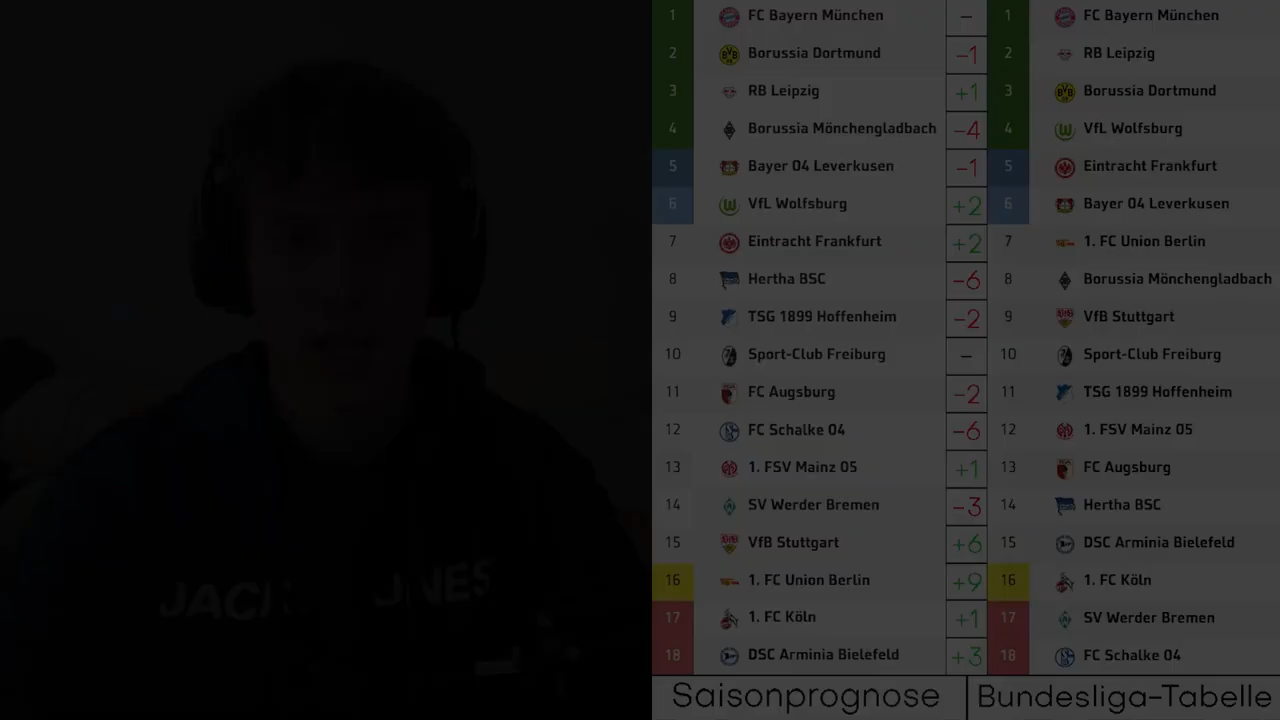 1 FC Bayern München – 1 FC Bayern München
2 Borussia Dortmund -1 2 RB Leipzig
3 RB Leipzig +1 3 Borussia Dortmund
4 Borussia Mönchengladbach -4 4 VfL Wolfsburg
5 Bayer 04 Leverkusen -1 5 Eintracht Frankfurt
6 VfL Wolfsburg +2 6 Bayer 04 Leverkusen
7 Eintracht Frankfurt +2 7 1. FC Union Berlin
8 Hertha BSC -6 8 Borussia Mönchengladbach
9 TSG 1899 Hoffenheim -2 9 VfB Stuttgart
10 Sport-Club Freiburg – 10 Sport-Club Freiburg
11 FC Augsburg -2 11 TSG 1899 Hoffenheim
12 FC Schalke 04 -6 12 1. FSV Mainz 05
13 1. FSV Mainz 05 +1 13 FC Augsburg
14 SV Werder Bremen -3 14 Hertha BSC
15 VfB Stuttgart +6 15 DSC Arminia Bielefeld
16 1. FC Union Berlin +9 16 1. FC Köln
17 1. FC Köln +1 17 SV Werder Bremen
18 DSC Arminia Bielefeld +3 18 FC Schalke 04
Saisonprognose Bundesliga-Tabelle